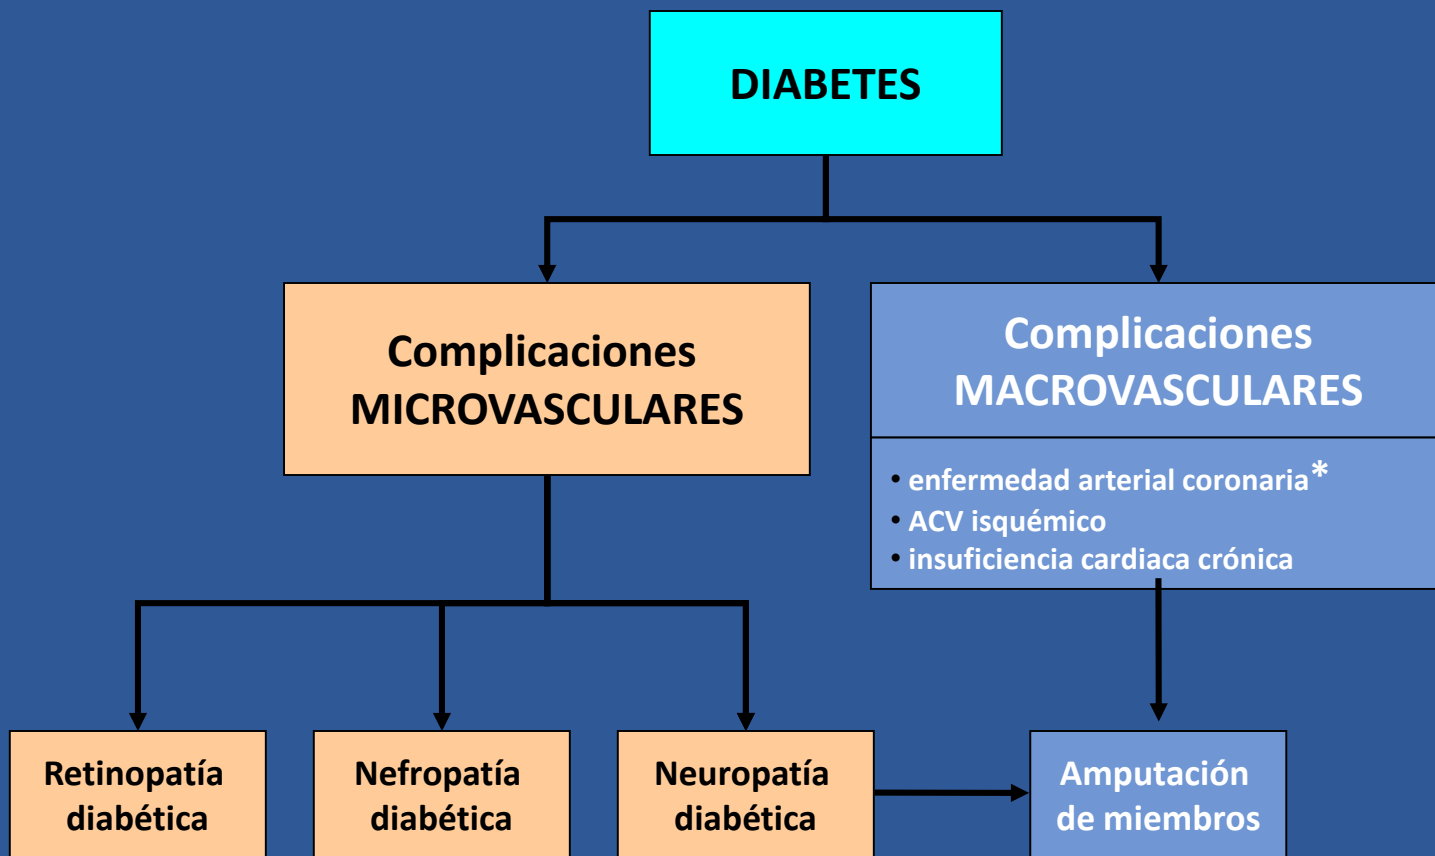 DIABETES
Complicaciones
MICROVASCULARES
Complicaciones
MACROVASCULARES
• enfermedad arterial coronaria*
• ACV isquémico
• insuficiencia cardiaca crónica
Retinopatía
diabética
Nefropatía
diabética
Neuropatía
diabética
Amputación
de miembros